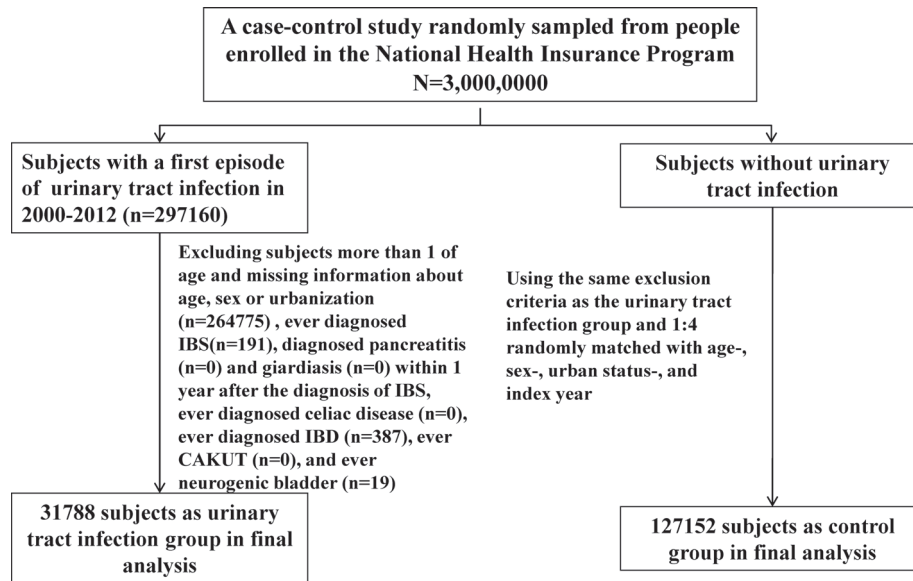 A case-control study randomly sampled from people
enrolled in the National Health Insurance Program
N=3,000,0000
Subjects with a first episode
of urinary tract infection in
2000-2012 (n=297160)
Subjects without urinary
tract infection
Excluding subjects more than 1 of
age and missing information about
age, sex or urbanization
(n=264775) , ever diagnosed
IBS(n=191), diagnosed pancreatitis
(n=0) and giardiasis (n=0) within 1
year after the diagnosis of IBS,
ever diagnosed celiac disease (n=0),
ever diagnosed IBD (n=387), ever
CAKUT (n=0), and ever
neurogenic bladder (n=19)
Using the same exclusion
criteria as the urinary tract
infection group and 1:4
randomly matched with age-,
sex-, urban status-, and
index year
31788 subjects as urinary
tract infection group in final
analysis
127152 subjects as control
group in final analysis